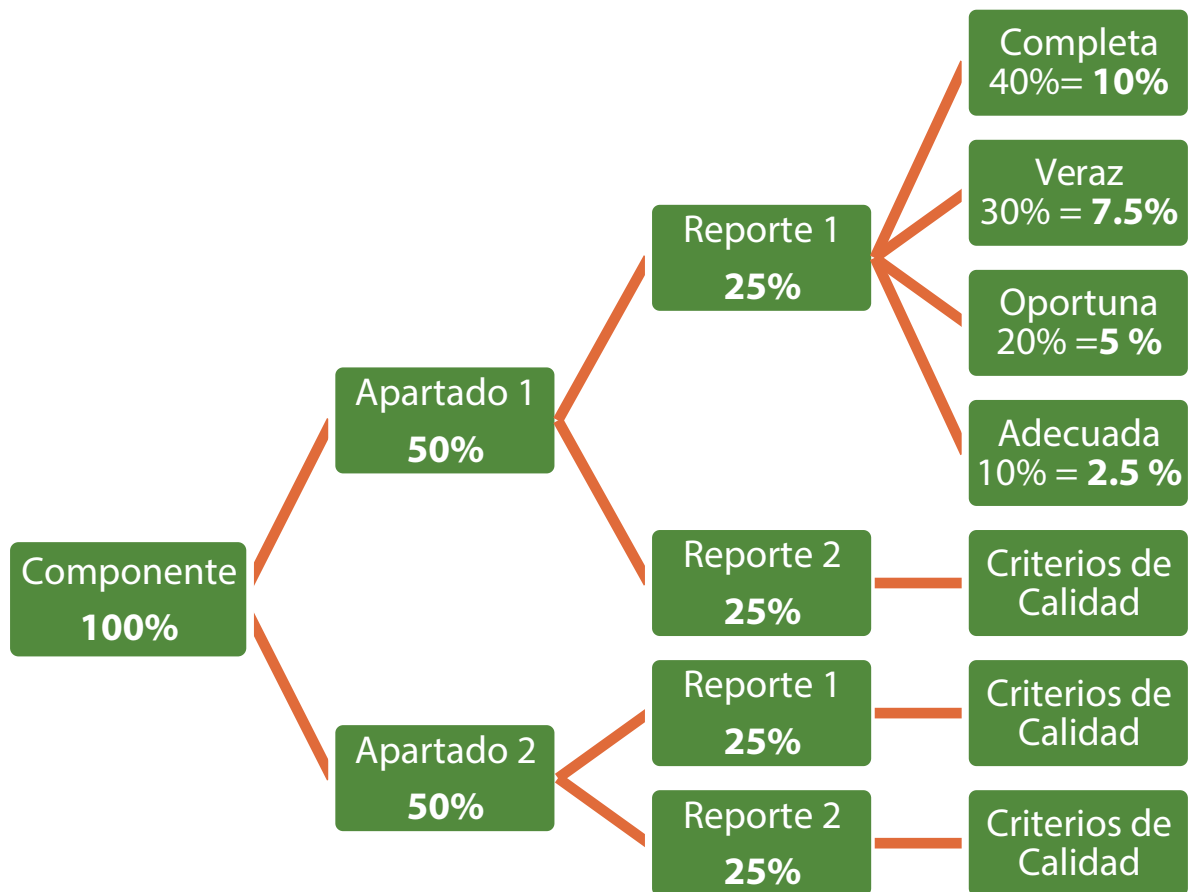 Componente
100%
Apartado 1
50%
Apartado 2
50%
Reporte 1
25%
Reporte 2
25%
Reporte 1
25%
Reporte 2
25%
Completa
40%= 10%
Veraz
30% = 7.5%
Oportuna
20% =5 %
Adecuada
10% = 2.5 %
Criterios de
Calidad
Criterios de
Calidad
Criterios de
Calidad